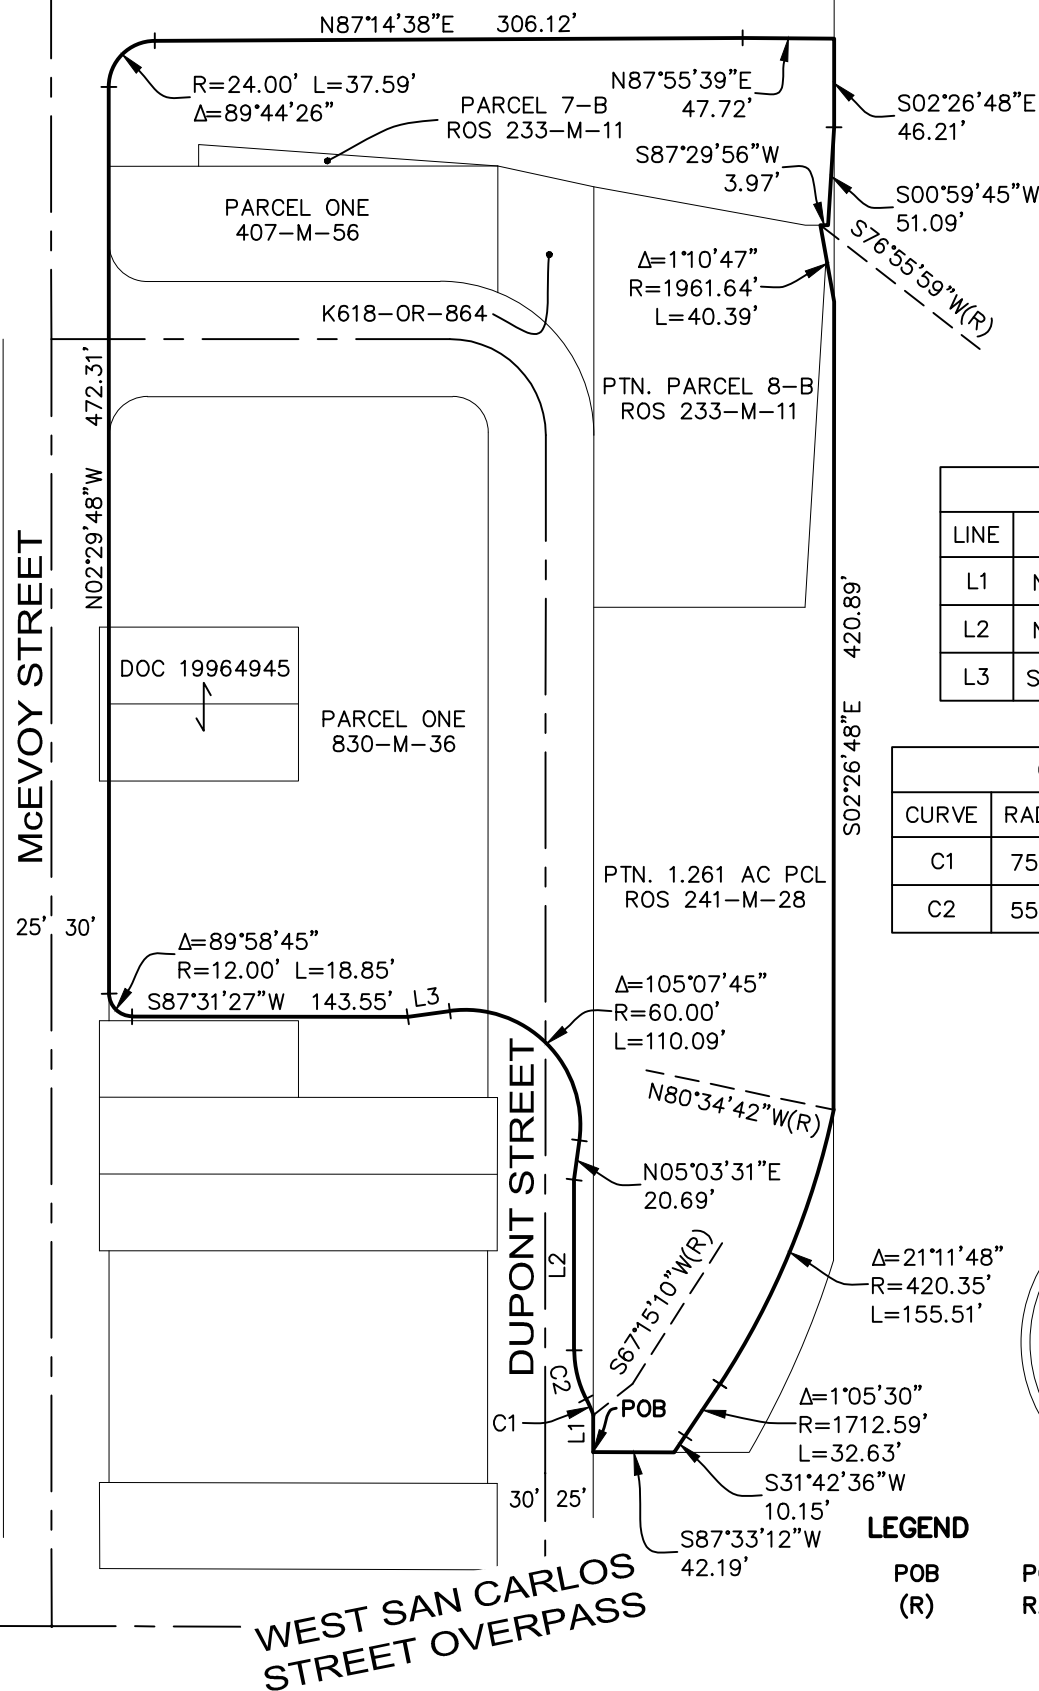 N87°14'38"E 306.12'
R=24.00' L=37.59'
Δ=89°44'26"
PARCEL 7-B
ROS 233-M-11
N87°55'39"E
47.72'
S02°26'48"E
46.21'
S87°29'56"W
3.97'
S00°59'45"W
51.09'
S76°55'59"W(R)
PARCEL ONE
407-M-56
Δ=1°10'47"
R=1961.64'
L=40.39'
K618-OR-864
PTN. PARCEL 8-B
ROS 233-M-11
N02°29'48"W 472.31'
McEVOY STREET
LINE
L1 N
L2 N
L3 S
S02°26'48"E 420.89'
DOC 19964945
PARCEL ONE
830-M-36
CURVE RAD
C1 75
C2 55
PTN. 1.261 AC PCL
ROS 241-M-28
25' 30'
Δ=89°58'45"
R=12.00' L=18.85'
S87°31'27"W 143.55' L3
Δ=105°07'45"
R=60.00'
L=110.09'
N80°34'42"W(R)
DUPONT STREET
N05°03'31"E
20.69'
L2
S67°15'10"W(R)
Δ=21°11'48"
R=420.35'
L=155.51'
C2
C1
L1
POB
Δ=1°05'30"
R=1712.59'
L=32.63'
S31°42'36"W
10.15'
30' 25'
S87°33'12"W
42.19'
LEGEND
POB
(R)
WEST SAN CARLOS
STREET OVERPASS